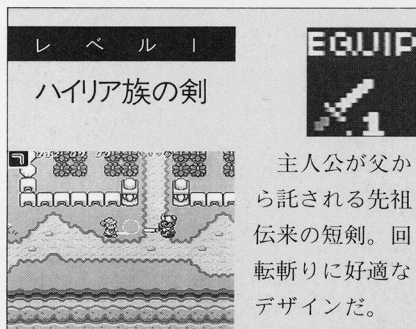 レベル1
ハイリア族の剣
EQUIP
.1
主人公が父か
ら託される先祖
伝来の短剣。回
転斬りに好適な
デザインだ。